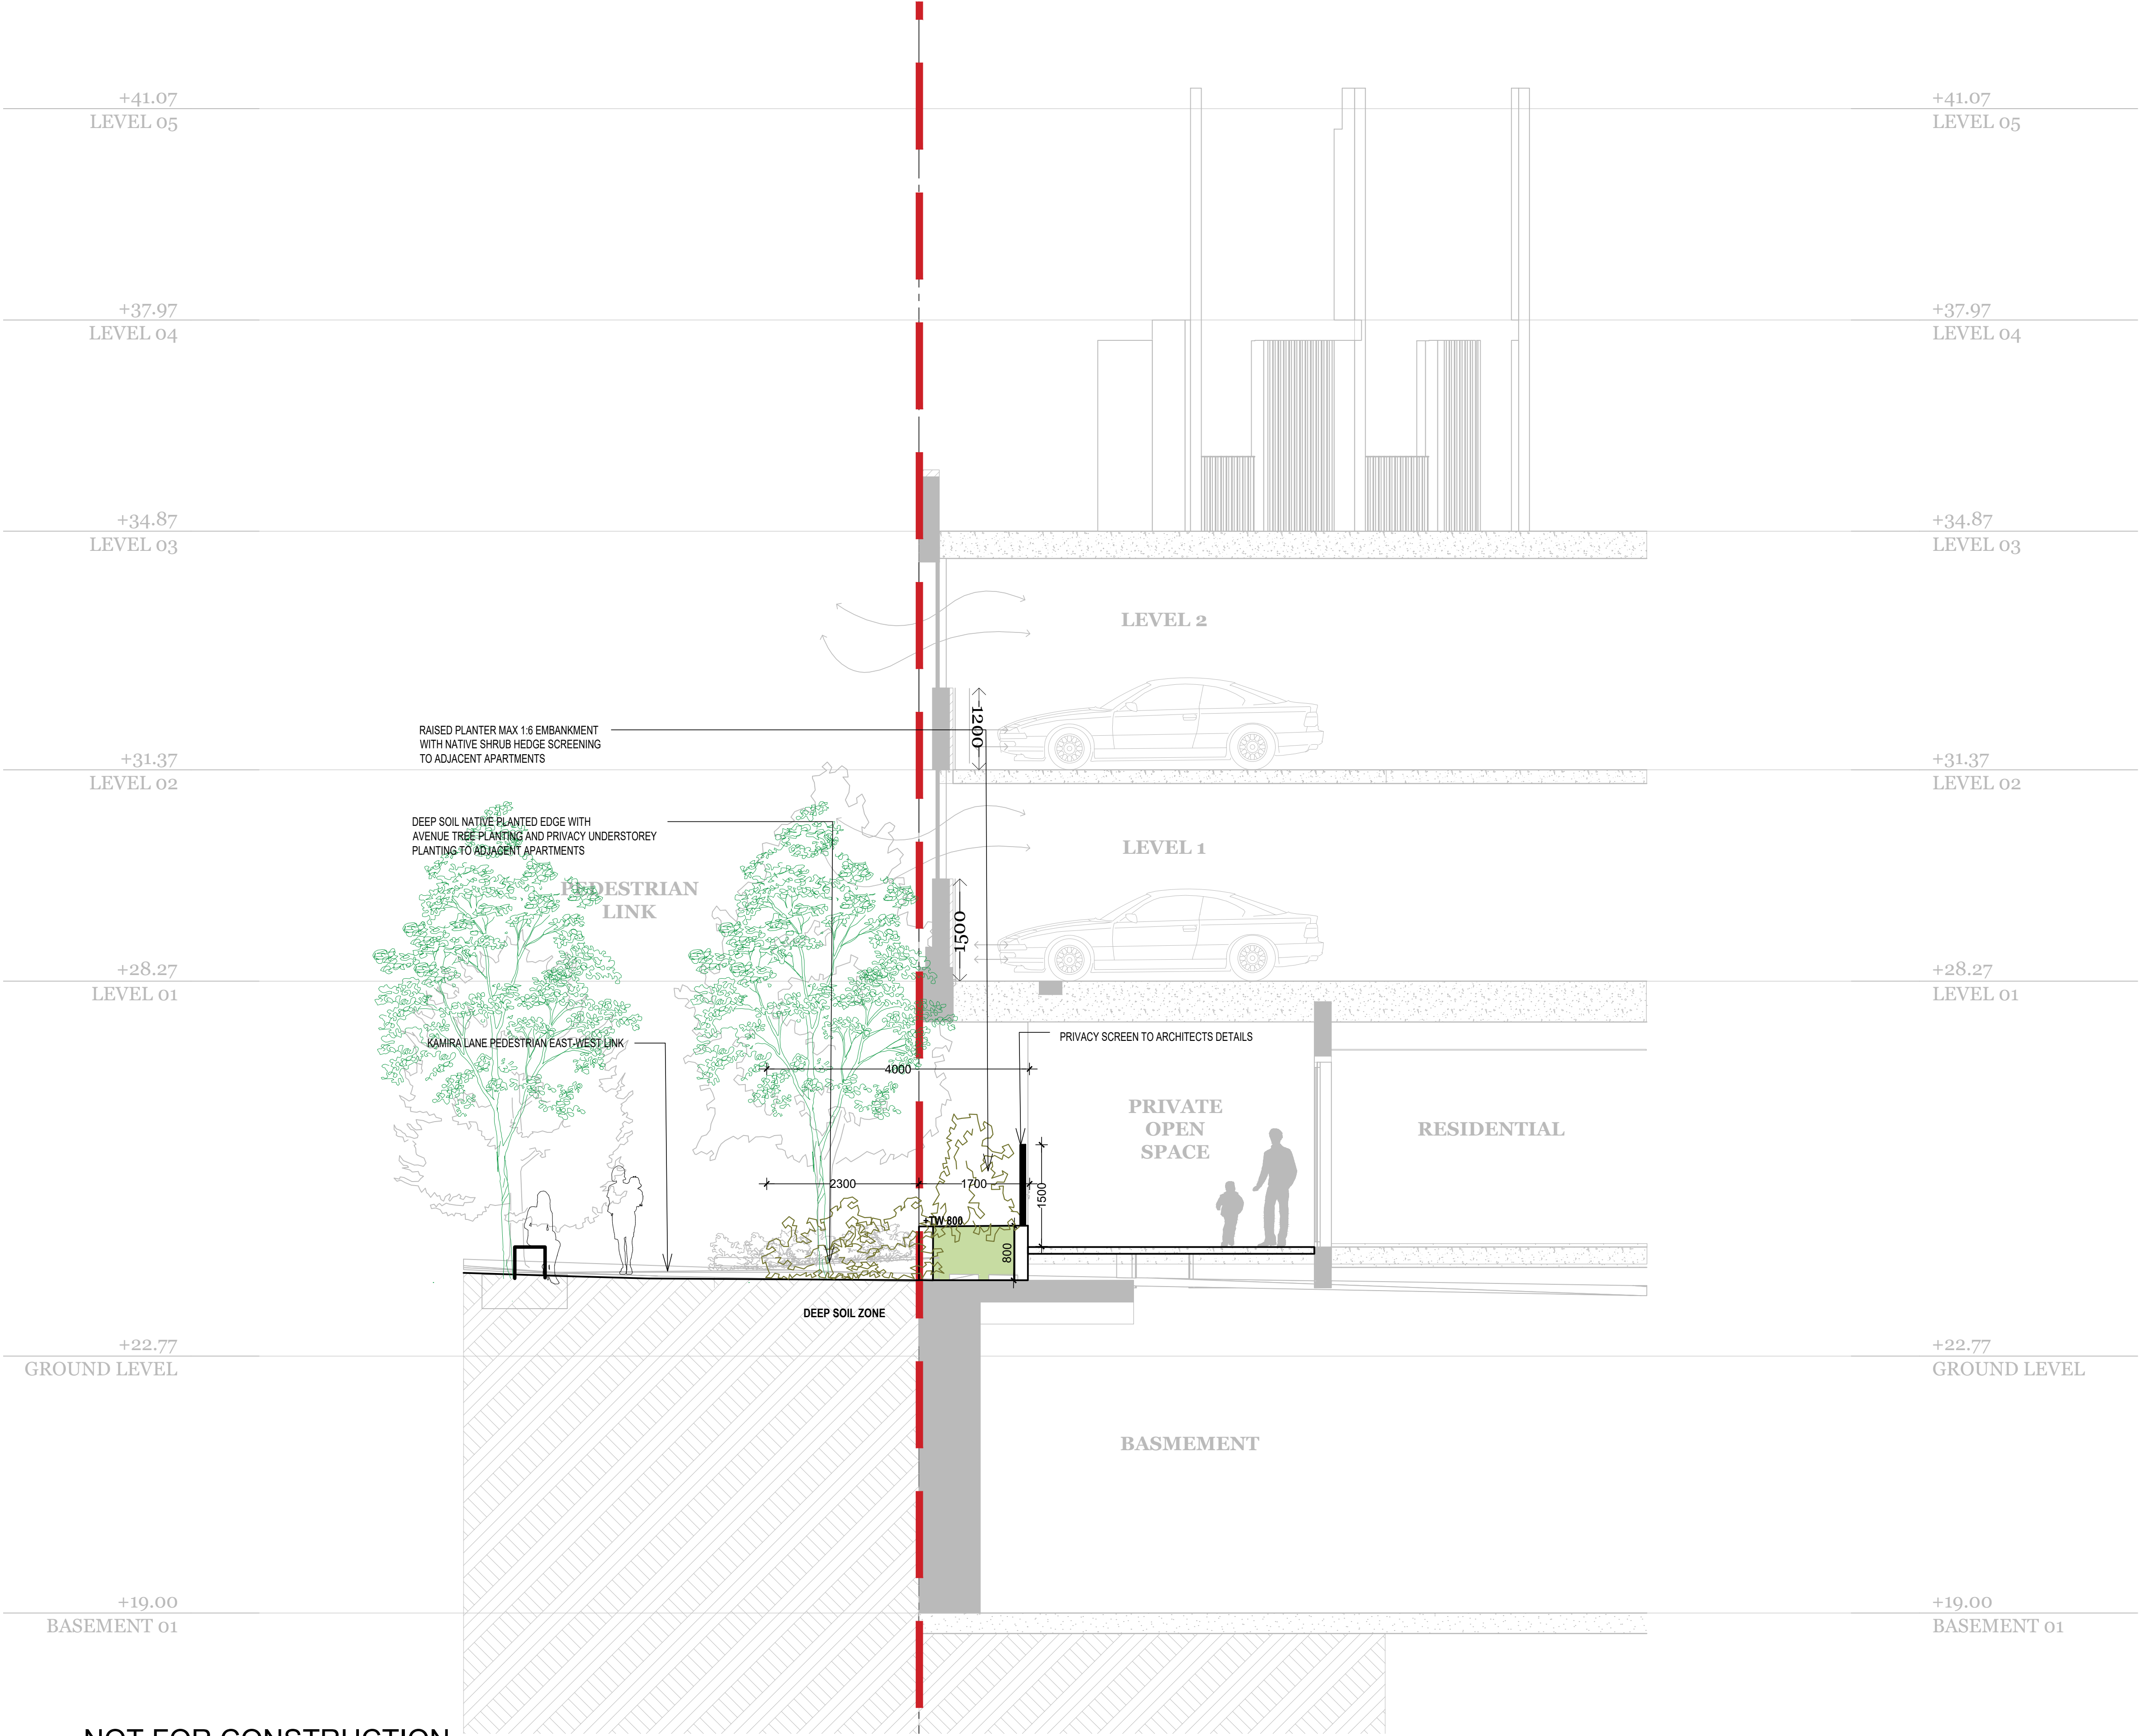 +41.07
LEVEL 05
+41.07
LEVEL 05
+37.97
LEVEL 04
+37.97
LEVEL 04
+34.87
LEVEL 03
+34.87
LEVEL 03
LEVEL 2
1200
RAISED PLANTER MAX 1:6 EMBANKMENT
WITH NATIVE SHRUB HEDGE SCREENING
TO ADJACENT APARTMENTS
+31.37
LEVEL 02
+31.37
LEVEL 02
DEEP SOIL NATIVE PLANTED EDGE WITH
AVENUE TREE PLANTING AND PRIVACY UNDERSTOREY
PLANTING TO ADJACENT APARTMENTS
LEVEL 1
PEDESTRIAN
LINK
1500
+28.27
LEVEL 01
+28.27
LEVEL 01
KAMIRA LANE PEDESTRIAN EAST-WEST LINK
PRIVACY SCREEN TO ARCHITECTS DETAILS
4000
PRIVATE
OPEN
SPACE
RESIDENTIAL
2300
1700
1500
+TW 800
800
DEEP SOIL ZONE
+22.77
GROUND LEVEL
+22.77
GROUND LEVEL
BASMEMENT
+19.00
BASEMENT 01
+19.00
BASEMENT 01
NOT FOR CONSTRUCTION